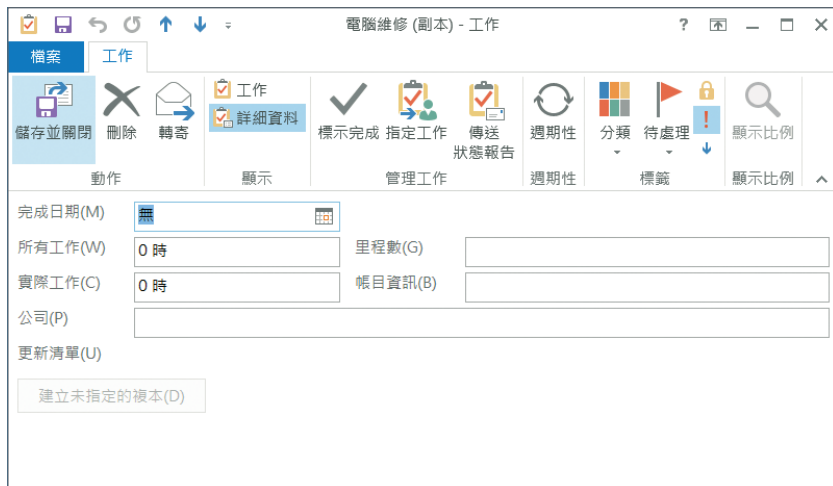 電腦維修 (副本) - 工作
檔案 工作
儲存並關閉 刪除 轉寄 工作 詳細資料 標示完成 指定工作 傳送 狀態報告 週期性 分類 待處理 顯示比例
動作 顯示 管理工作 週期性 標籤 顯示比例
完成日期(M) 無
所有工作(W) 0 時 里程數(G)
實際工作(C) 0 時 帳目資訊(B)
公司(P)
更新清單(U)
建立未指定的複本(D)